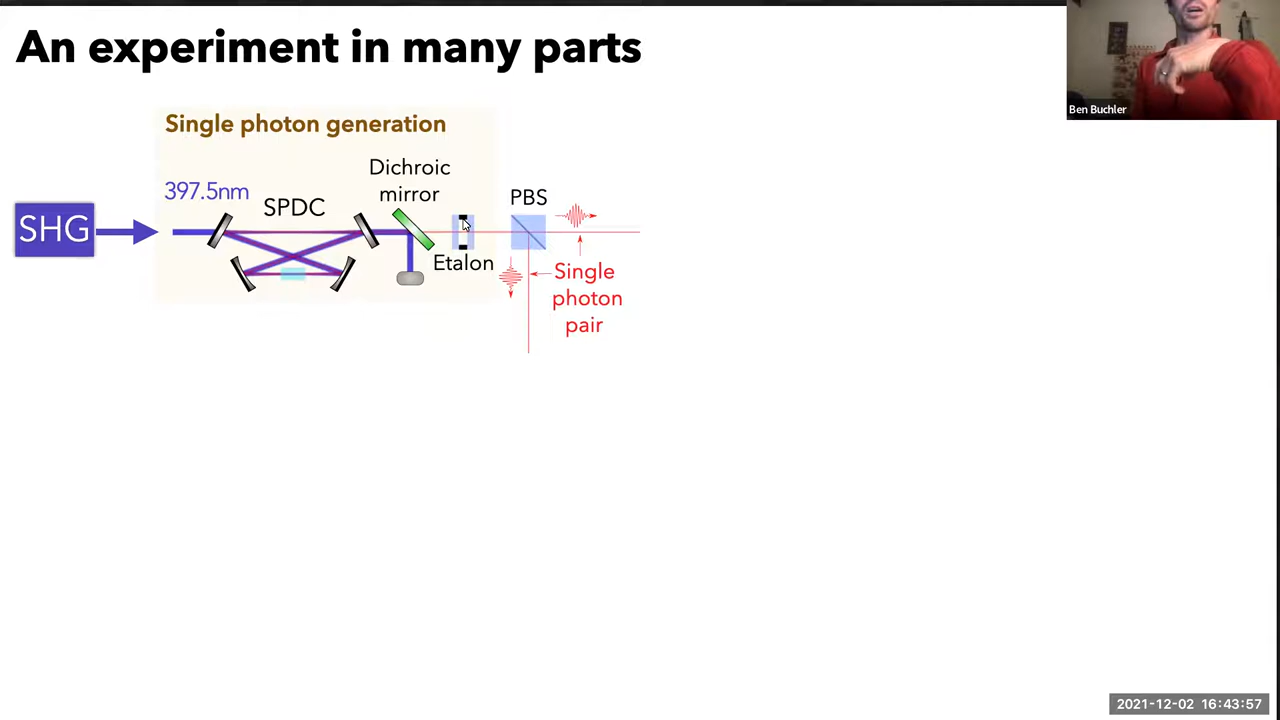 An experiment in many parts
Ben Buchler
Single photon generation
Dichroic
mirror
397.5nm
SPDC
PBS
SHG
Etalon
Single
photon
pair
2021-12-02 16:43:57